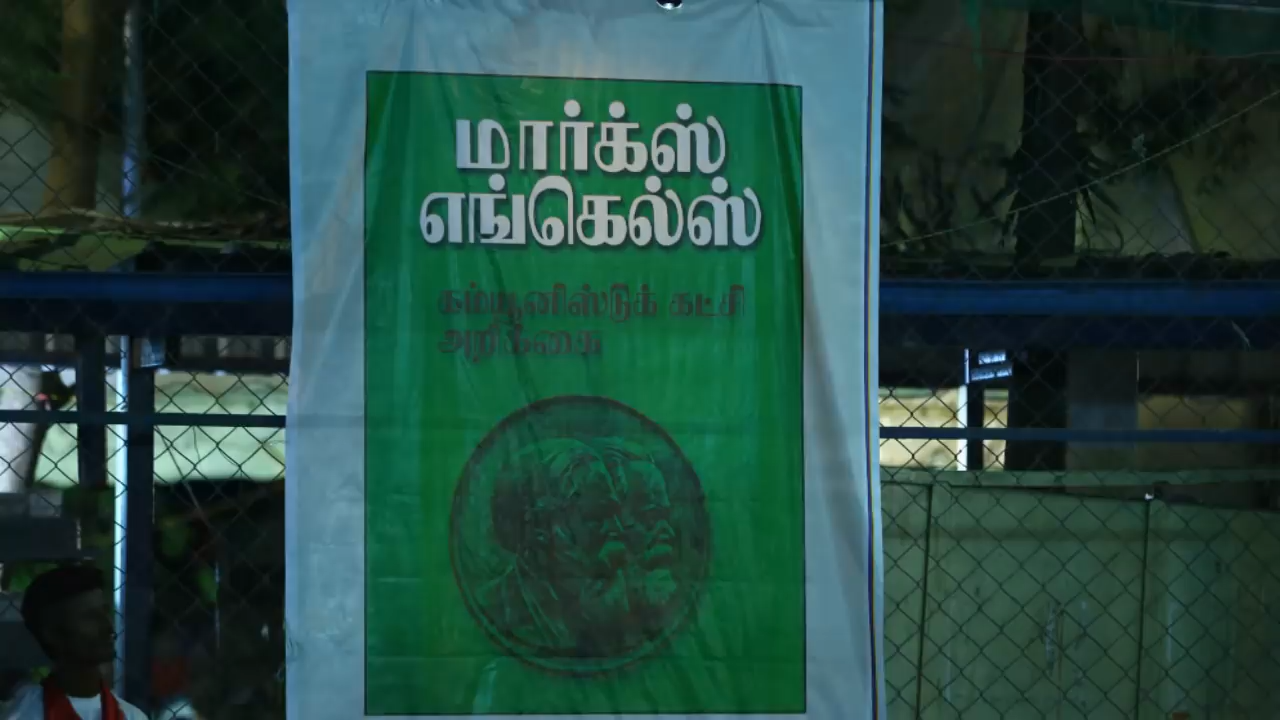 மார்க்ஸ்
எங்கெல்ஸ்
கம்யூனிஸ்டுக் கட்சி
அறிக்கை